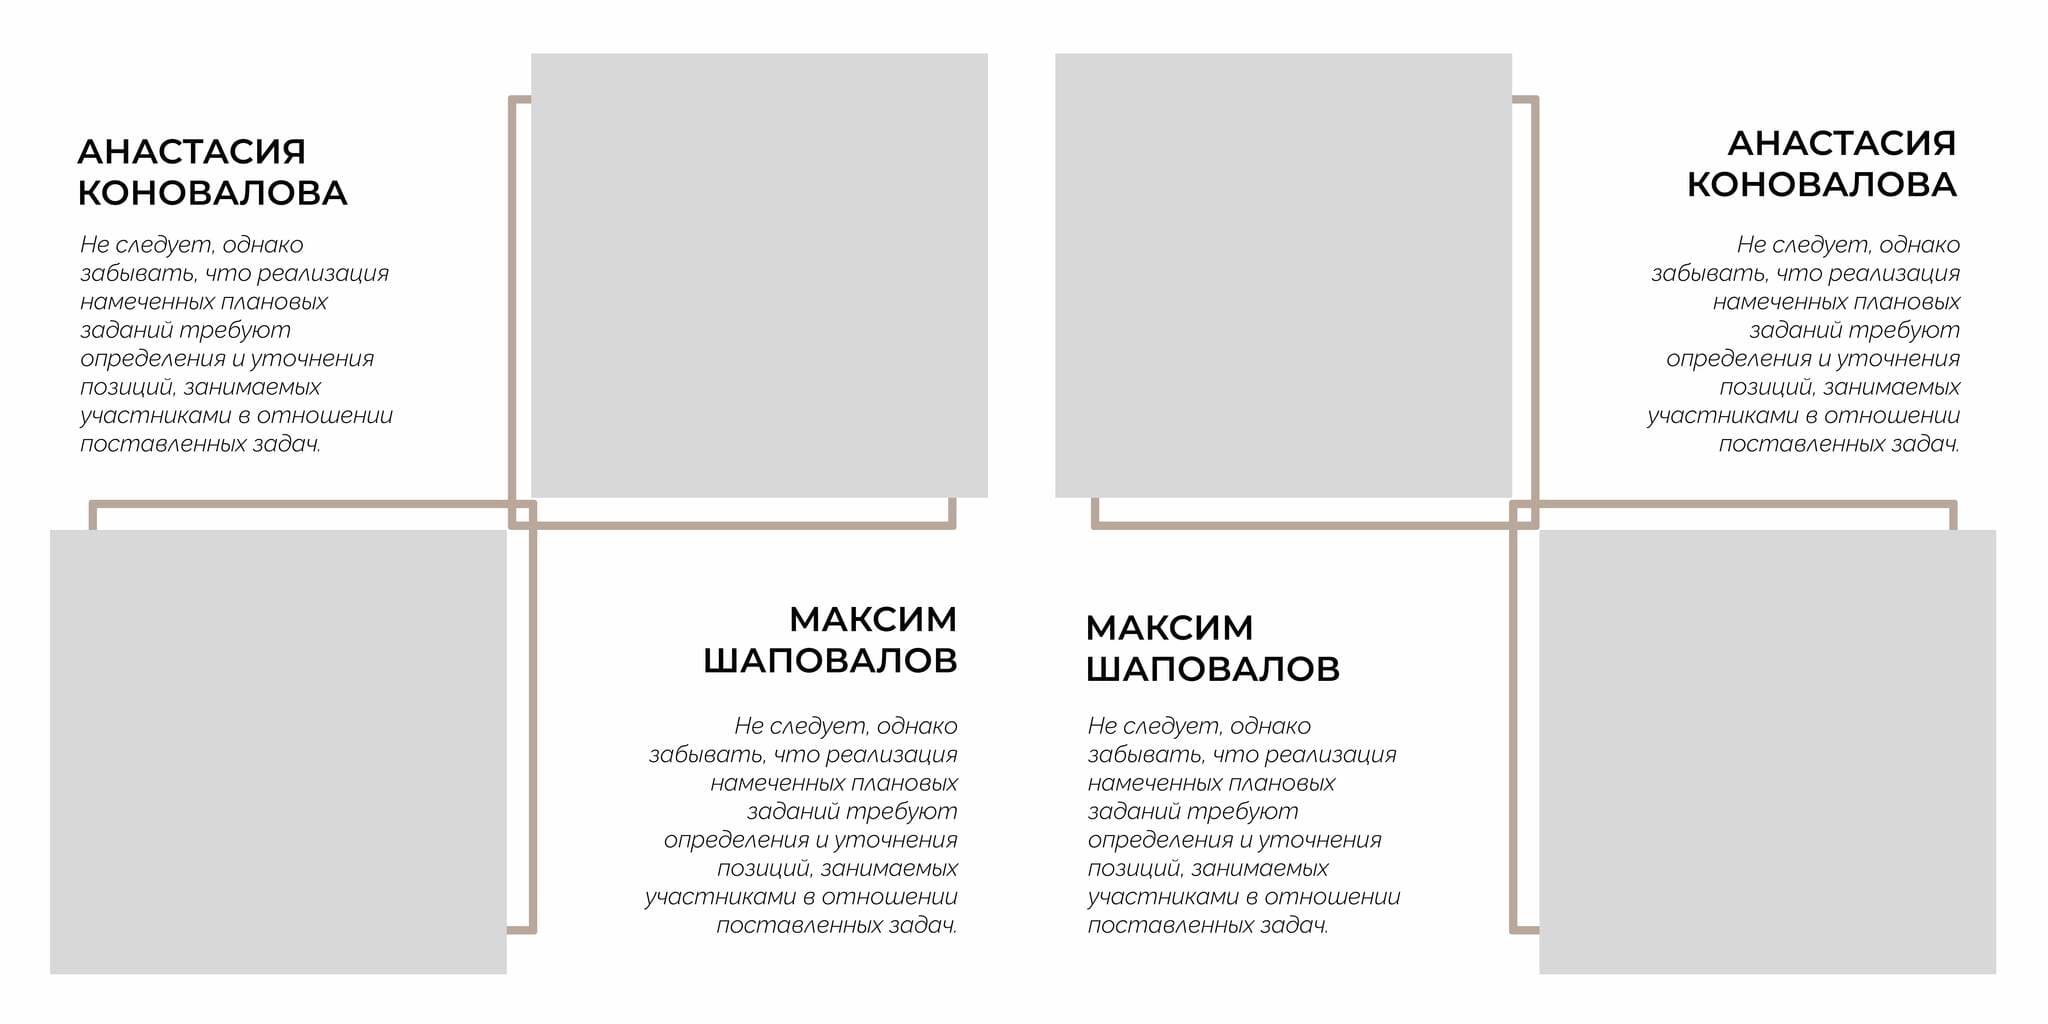 АНАСТАСИЯ
КОНОВАЛОВА
Не следует, однако
забывать, что реализация
намеченных плановых
заданий требуют
определения и уточнения
позиций, занимаемых
участниками в отношении
поставленных задач.
МАКСИМ
ШАПОВАЛОВ
Не следует, однако
забывать, что реализация
намеченных плановых
заданий требуют
определения и уточнения
позиций, занимаемых
участниками в отношении
поставленных задач.
АНАСТАСИЯ
КОНОВАЛОВА
Не следует, однако
забывать, что реализация
намеченных плановых
заданий требуют
определения и уточнения
позиций, занимаемых
участниками в отношении
поставленных задач.
МАКСИМ
ШАПОВАЛОВ
Не следует, однако
забывать, что реализация
намеченных плановых
заданий требуют
определения и уточнения
позиций, занимаемых
участниками в отношении
поставленных задач.